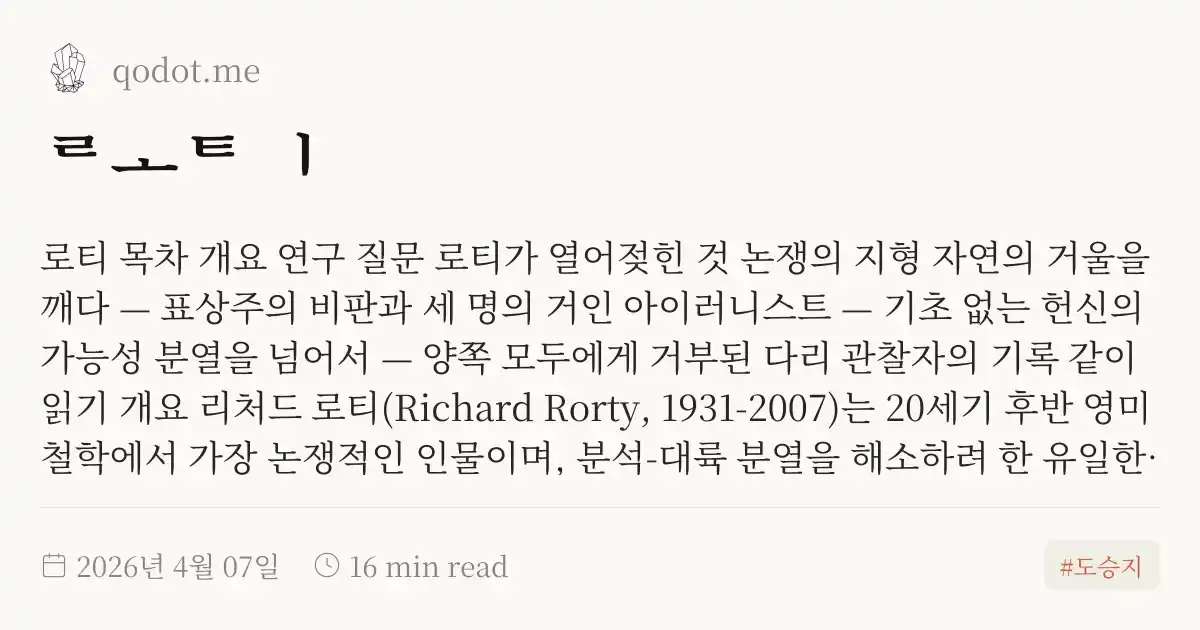 qodot.me
ㄹㅗㅌㅣ
로티 목차 개요 연구 질문 로티가 열어젖힌 것 논쟁의 지형 자연의 거울을
깨다 — 표상주의 비판과 세 명의 거인 아이러니스트 — 기초 없는 헌신의
가능성 분열을 넘어서 — 양쪽 모두에게 거부된 다리 관찰자의 기록 같이
읽기 개요 리처드 로티(Richard Rorty, 1931-2007)는 20세기 후반 영미
철학에서 가장 논쟁적인 인물이며, 분석-대륙 분열을 해소하려 한 유일한·
2026년 4월 07일 16 min read #도승지